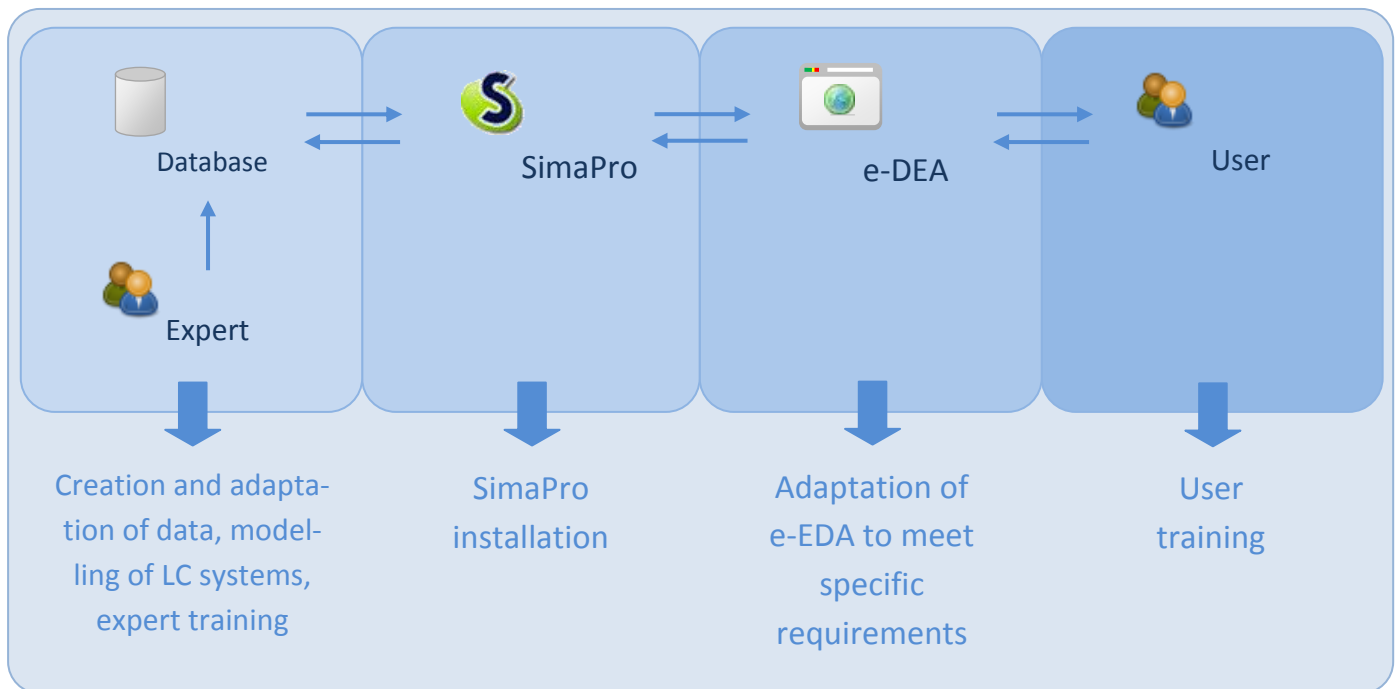 Database
SimaPro
e-DEA
User
Expert
Creation and adapta-
tion of data, model-
ling of LC systems,
expert training
SimaPro
installation
Adaptation of
e-EDA to meet
specific
requirements
User
training